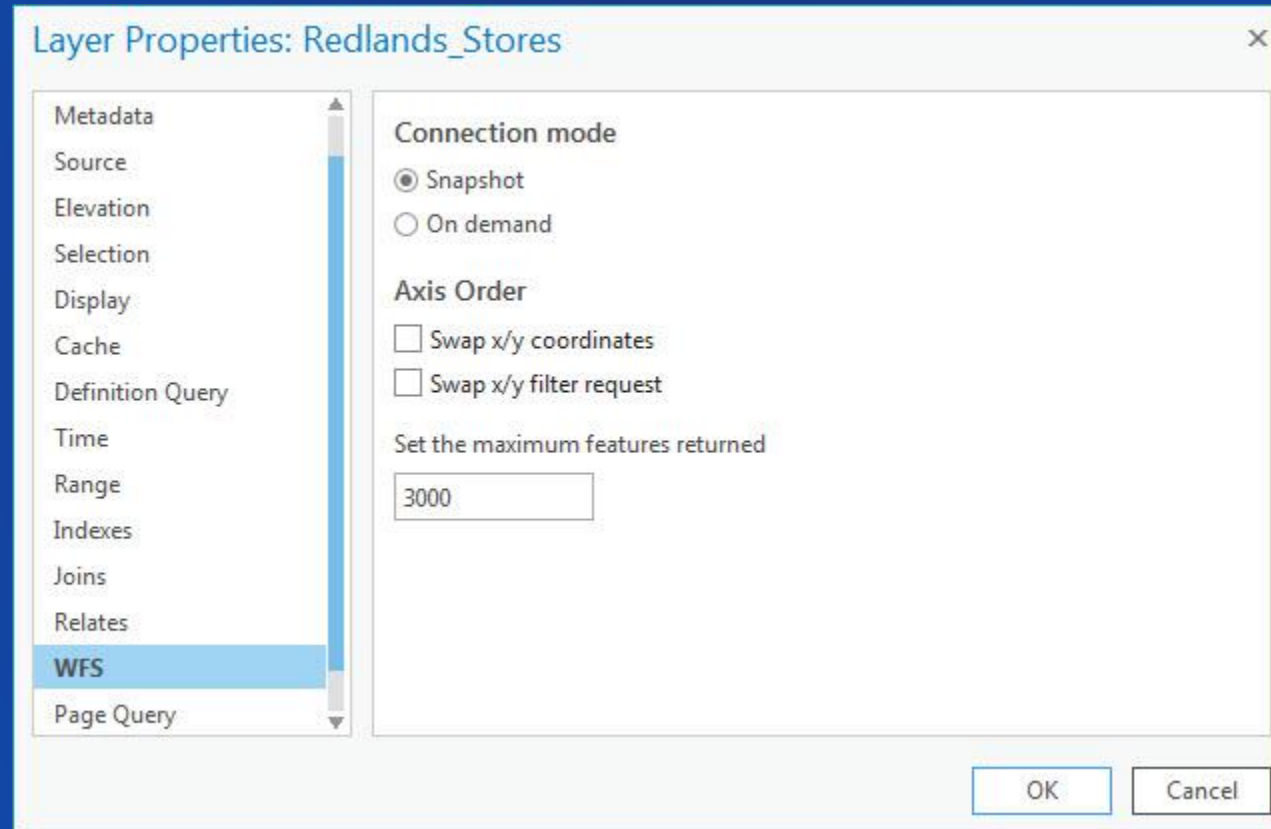 Layer Properties: Redlands_Stores
Metadata
Source
Elevation
Selection
Display
Cache
Definition Query
Time
Range
Indexes
Joins
Relates
WFS
Page Query
Connection mode
Snapshot
On demand
Axis Order
Swap x/y coordinates
Swap x/y filter request
Set the maximum features returned
3000
OK
Cancel